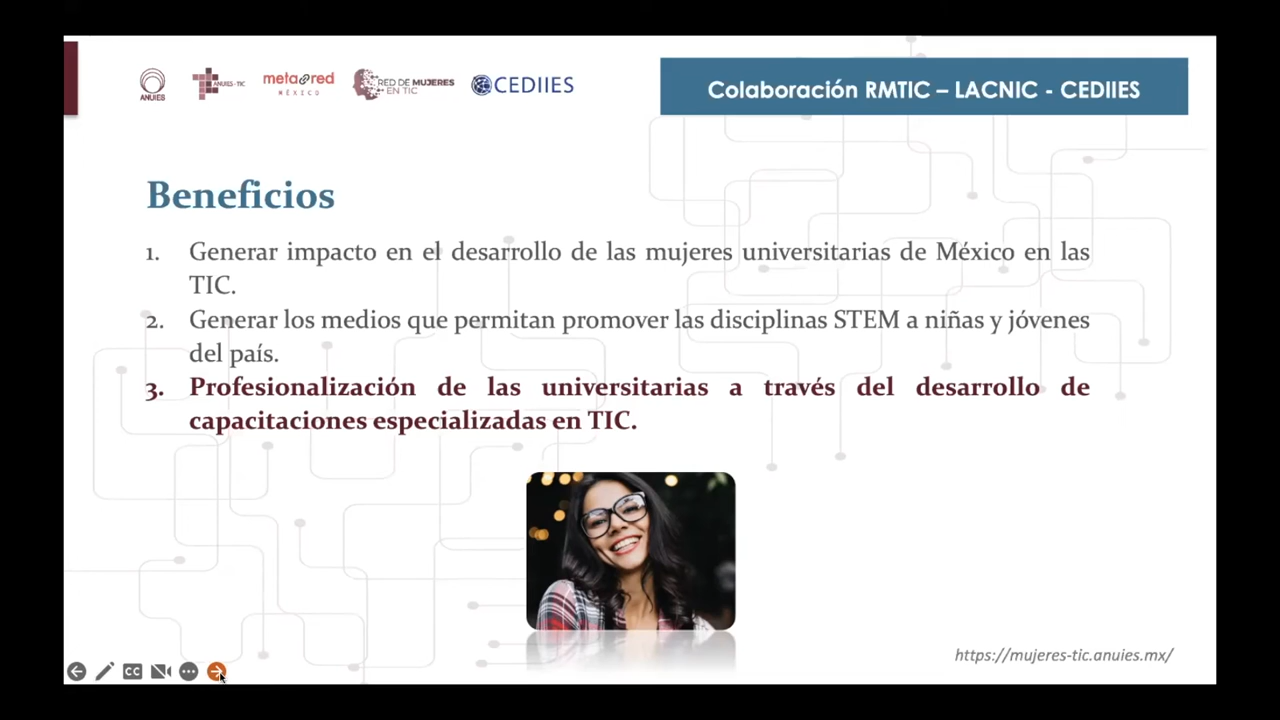 ANUIES
ANUIES-TIC
meta red
MÉXICO
RED DE MUJERES
EN TIC
CEDIIES
Colaboración RMTIC – LACNIC - CEDIIES
Beneficios
1. Generar impacto en el desarrollo de las mujeres universitarias de México en las
TIC.
2. Generar los medios que permitan promover las disciplinas STEM a niñas y jóvenes
del país.
3. Profesionalización de las universitarias a través del desarrollo de
capacitaciones especializadas en TIC.
CC
https://mujeres-tic.anuies.mx/